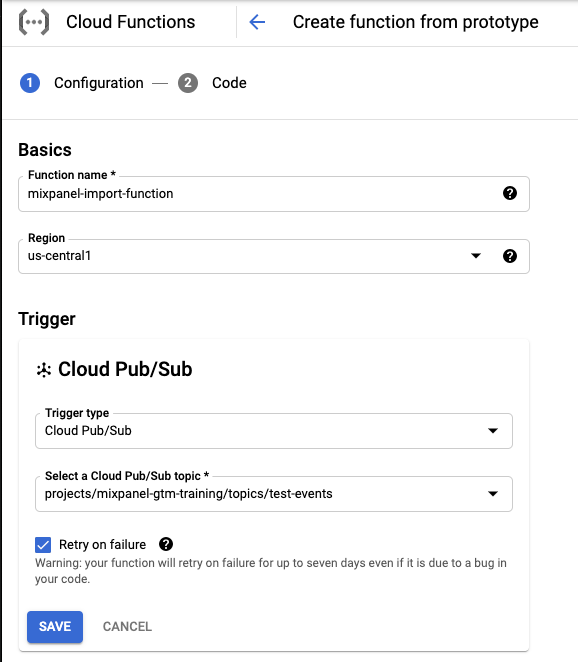 Cloud Functions
Create function from prototype
1 Configuration — 2 Code
Basics
Function name *
mixpanel-import-function
Region
us-central1
Trigger
Cloud Pub/Sub
Trigger type
Cloud Pub/Sub
Select a Cloud Pub/Sub topic *
projects/mixpanel-gtm-training/topics/test-events
Retry on failure
Warning: your function will retry on failure for up to seven days even if it is due to a bug in
your code.
SAVE CANCEL